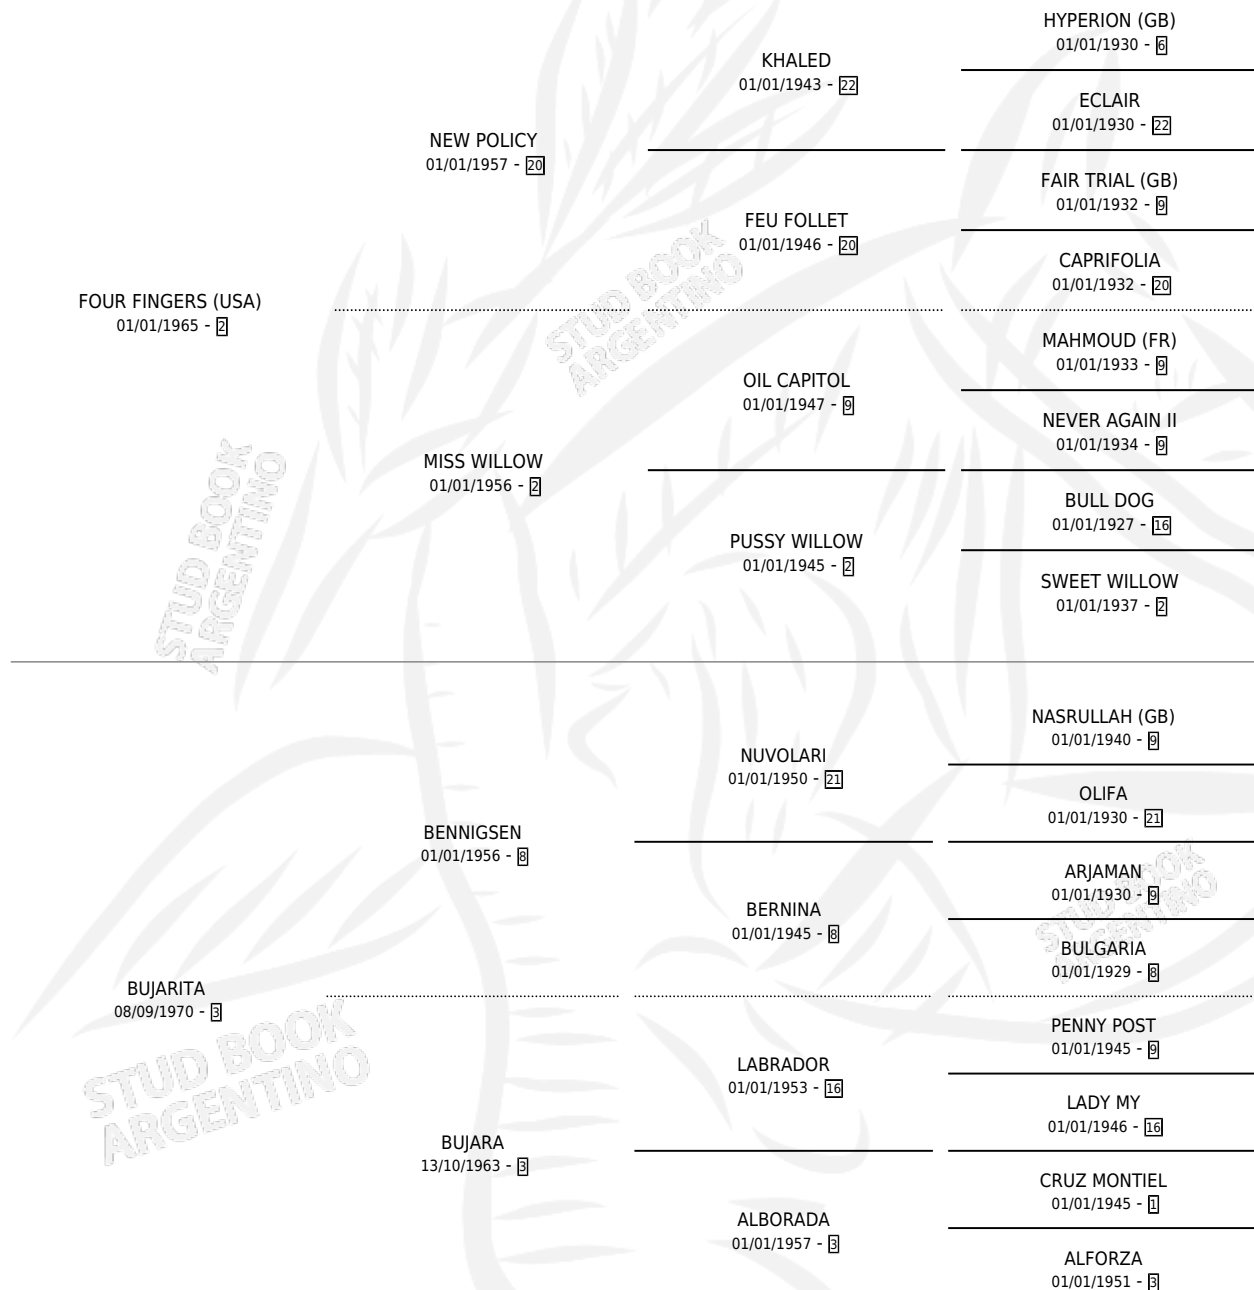 HYPERION (GB)
01/01/1930 - 6
KHALED
01/01/1943 - 22
ECLAIR
01/01/1930 - 22
NEW POLICY
01/01/1957 - 20
FAIR TRIAL (GB)
01/01/1932 - 9
FEU FOLLET
01/01/1946 - 20
CAPRIFOLIA
01/01/1932 - 20
FOUR FINGERS (USA)
01/01/1965 - 2
MAHMOUD (FR)
01/01/1933 - 9
OIL CAPITOL
01/01/1947 - 9
NEVER AGAIN II
01/01/1934 - 9
MISS WILLOW
01/01/1956 - 2
BULL DOG
01/01/1927 - 16
PUSSY WILLOW
01/01/1945 - 2
SWEET WILLOW
01/01/1937 - 2
STUD BOOK
ARGENTINO
STUD BOOK
ARGENTINO
NASRULLAH (GB)
01/01/1940 - 9
NUVOLARI
01/01/1950 - 21
OLIFA
01/01/1930 - 21
BENNIGSEN
01/01/1956 - 8
ARJAMAN
01/01/1930 - 9
BERNINA
01/01/1945 - 8
BULGARIA
01/01/1929 - 8
STUD BOOK
ARGENTINO
BUJARITA
08/09/1970 - 3
PENNY POST
01/01/1945 - 9
LABRADOR
01/01/1953 - 16
LADY MY
01/01/1946 - 16
STUD BOOK
ARGENTINO
BUJARA
13/10/1963 - 3
CRUZ MONTIEL
01/01/1945 - 1
ALBORADA
01/01/1957 - 3
ALFORZA
01/01/1951 - 3